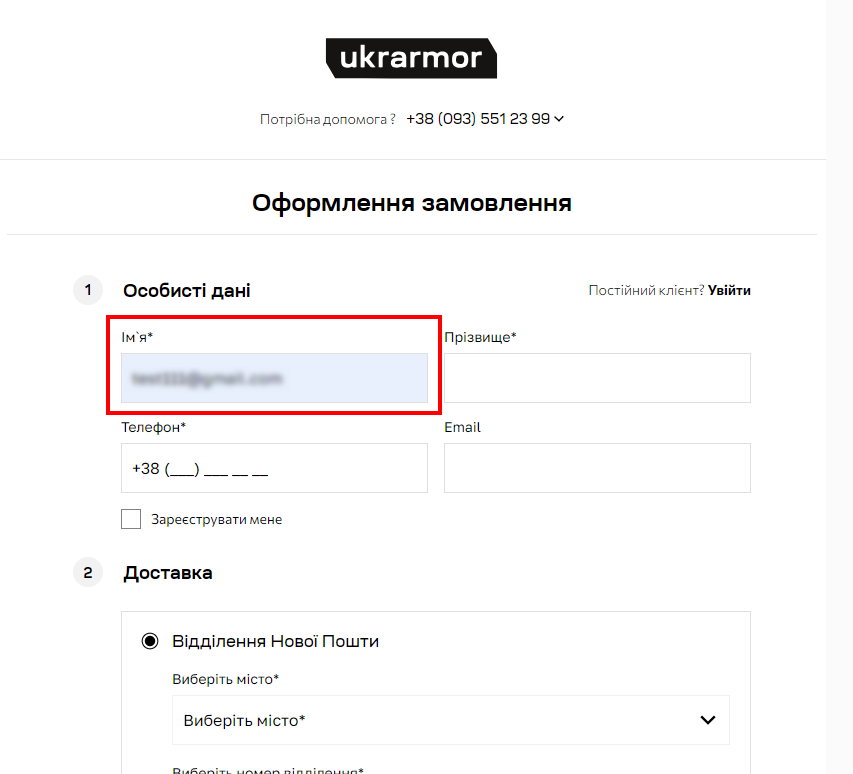 ukrarmor
Потрібна допомога ? +38 (093) 551 23 99
Оформлення замовлення
1 Особисті дані Постійний клієнт? Увійти
Ім`я* Прізвище*
Телефон* Email
+38 (___) ___ __ __
Зареєструвати мене
2 Доставка
Відділення Нової Пошти
Виберіть місто*
Виберіть місто*
Виберіть номер відділення*